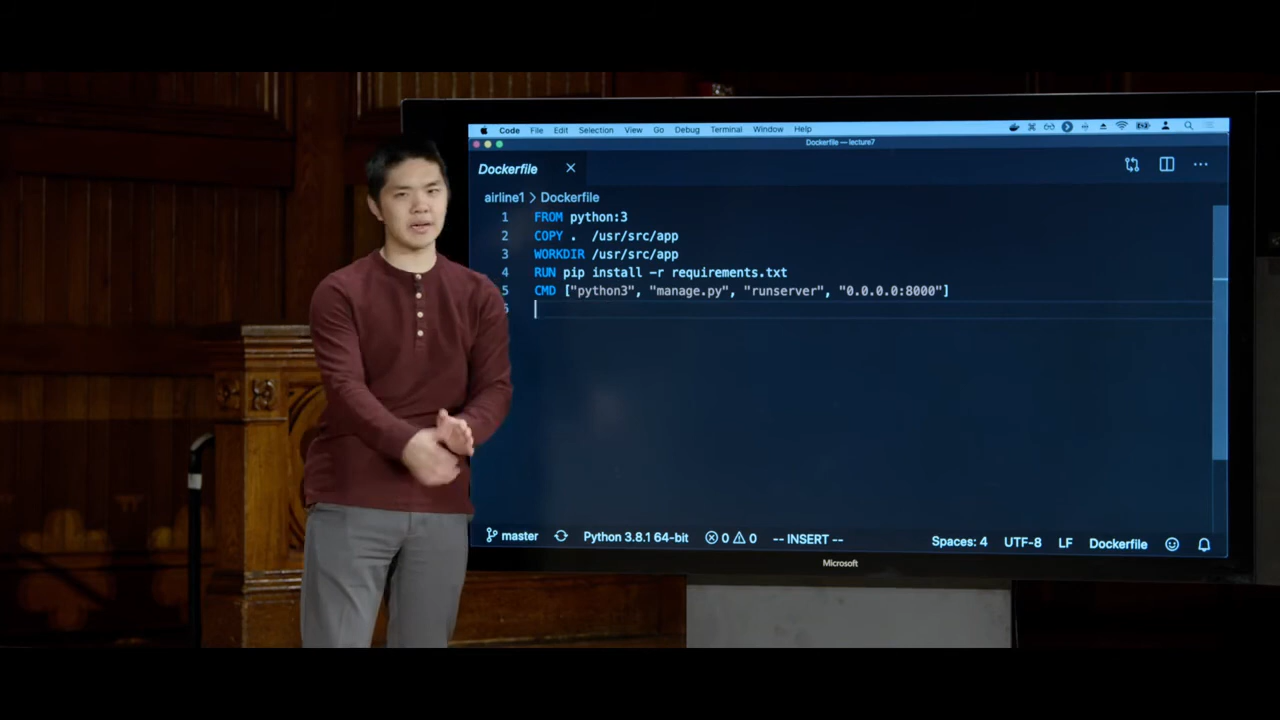 Code File Edit Selection View Go Debug Terminal Window Help
Dockerfile — lecture7
Dockerfile
airline1 > Dockerfile
1 FROM python:3
2 COPY . /usr/src/app
3 WORKDIR /usr/src/app
4 RUN pip install -r requirements.txt
5 CMD ["python3", "manage.py", "runserver", "0.0.0.0:8000"]
6
master Python 3.8.1 64-bit 0 0 -- INSERT -- Spaces: 4 UTF-8 LF Dockerfile
Microsoft